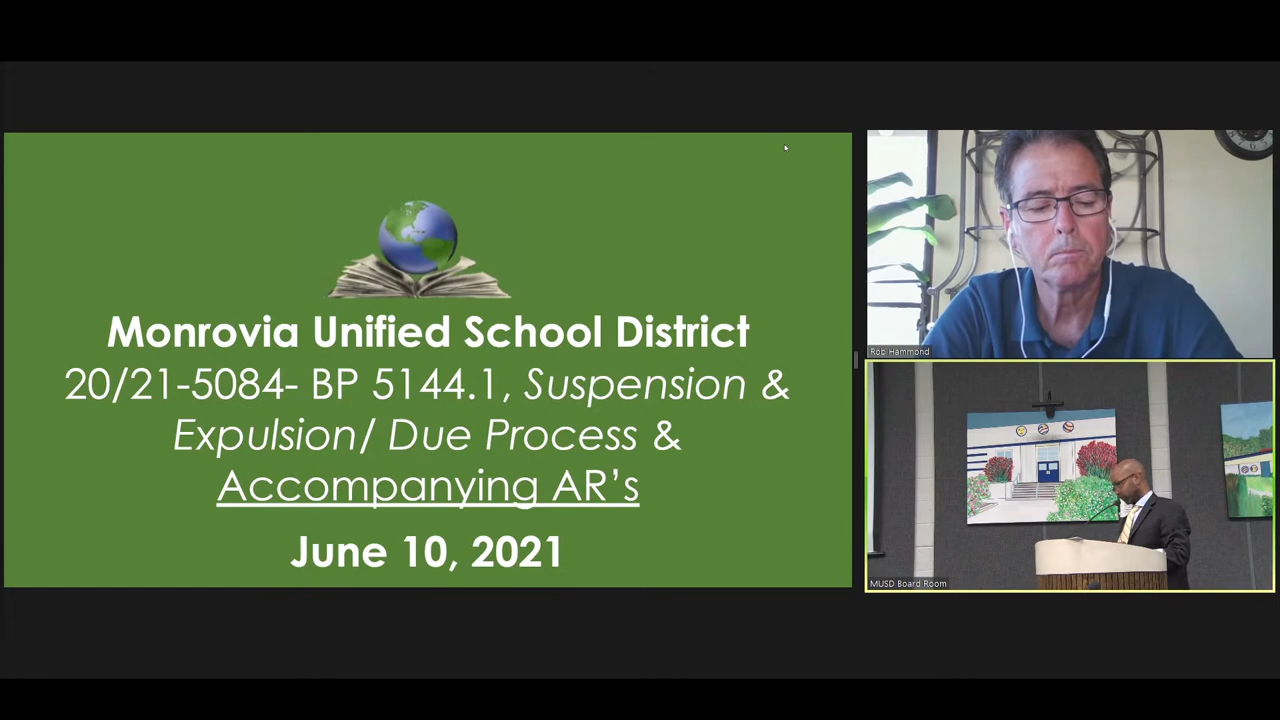 Monrovia Unified School District
20/21-5084- BP 5144.1, Suspension &
Expulsion/ Due Process &
Accompanying AR’s
June 10, 2021
Rob Hammond
MUSD Board Room